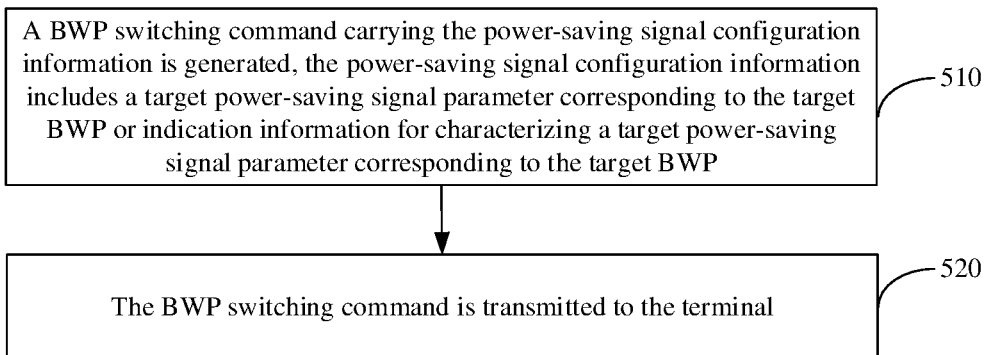 A BWP switching command carrying the power-saving signal configuration
information is generated, the power-saving signal configuration information
includes a target power-saving signal parameter corresponding to the target
BWP or indication information for characterizing a target power-saving
signal parameter corresponding to the target BWP
510
The BWP switching command is transmitted to the terminal
520